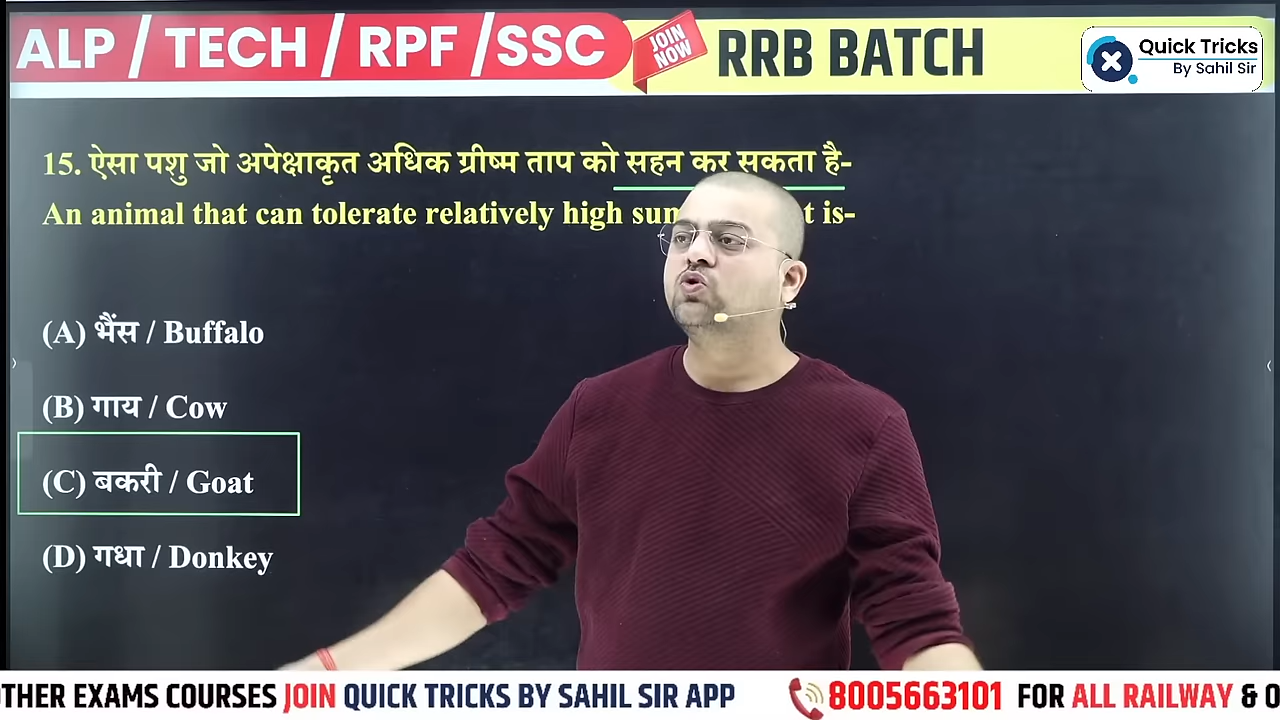 ALP / TECH / RPF / SSC
JOIN NOW
RRB BATCH
Quick Tricks
By Sahil Sir
15. ऐसा पशु जो अपेक्षाकृत अधिक ग्रीष्म ताप को सहन कर सकता है-
An animal that can tolerate relatively high is-
(A) भैंस / Buffalo
(B) गाय / Cow
(C) बकरी / Goat
(D) गधा / Donkey
EXAMS COURSES JOIN QUICK TRICKS BY SAHIL SIR APP 8005663101 FOR ALL RAILWAY &